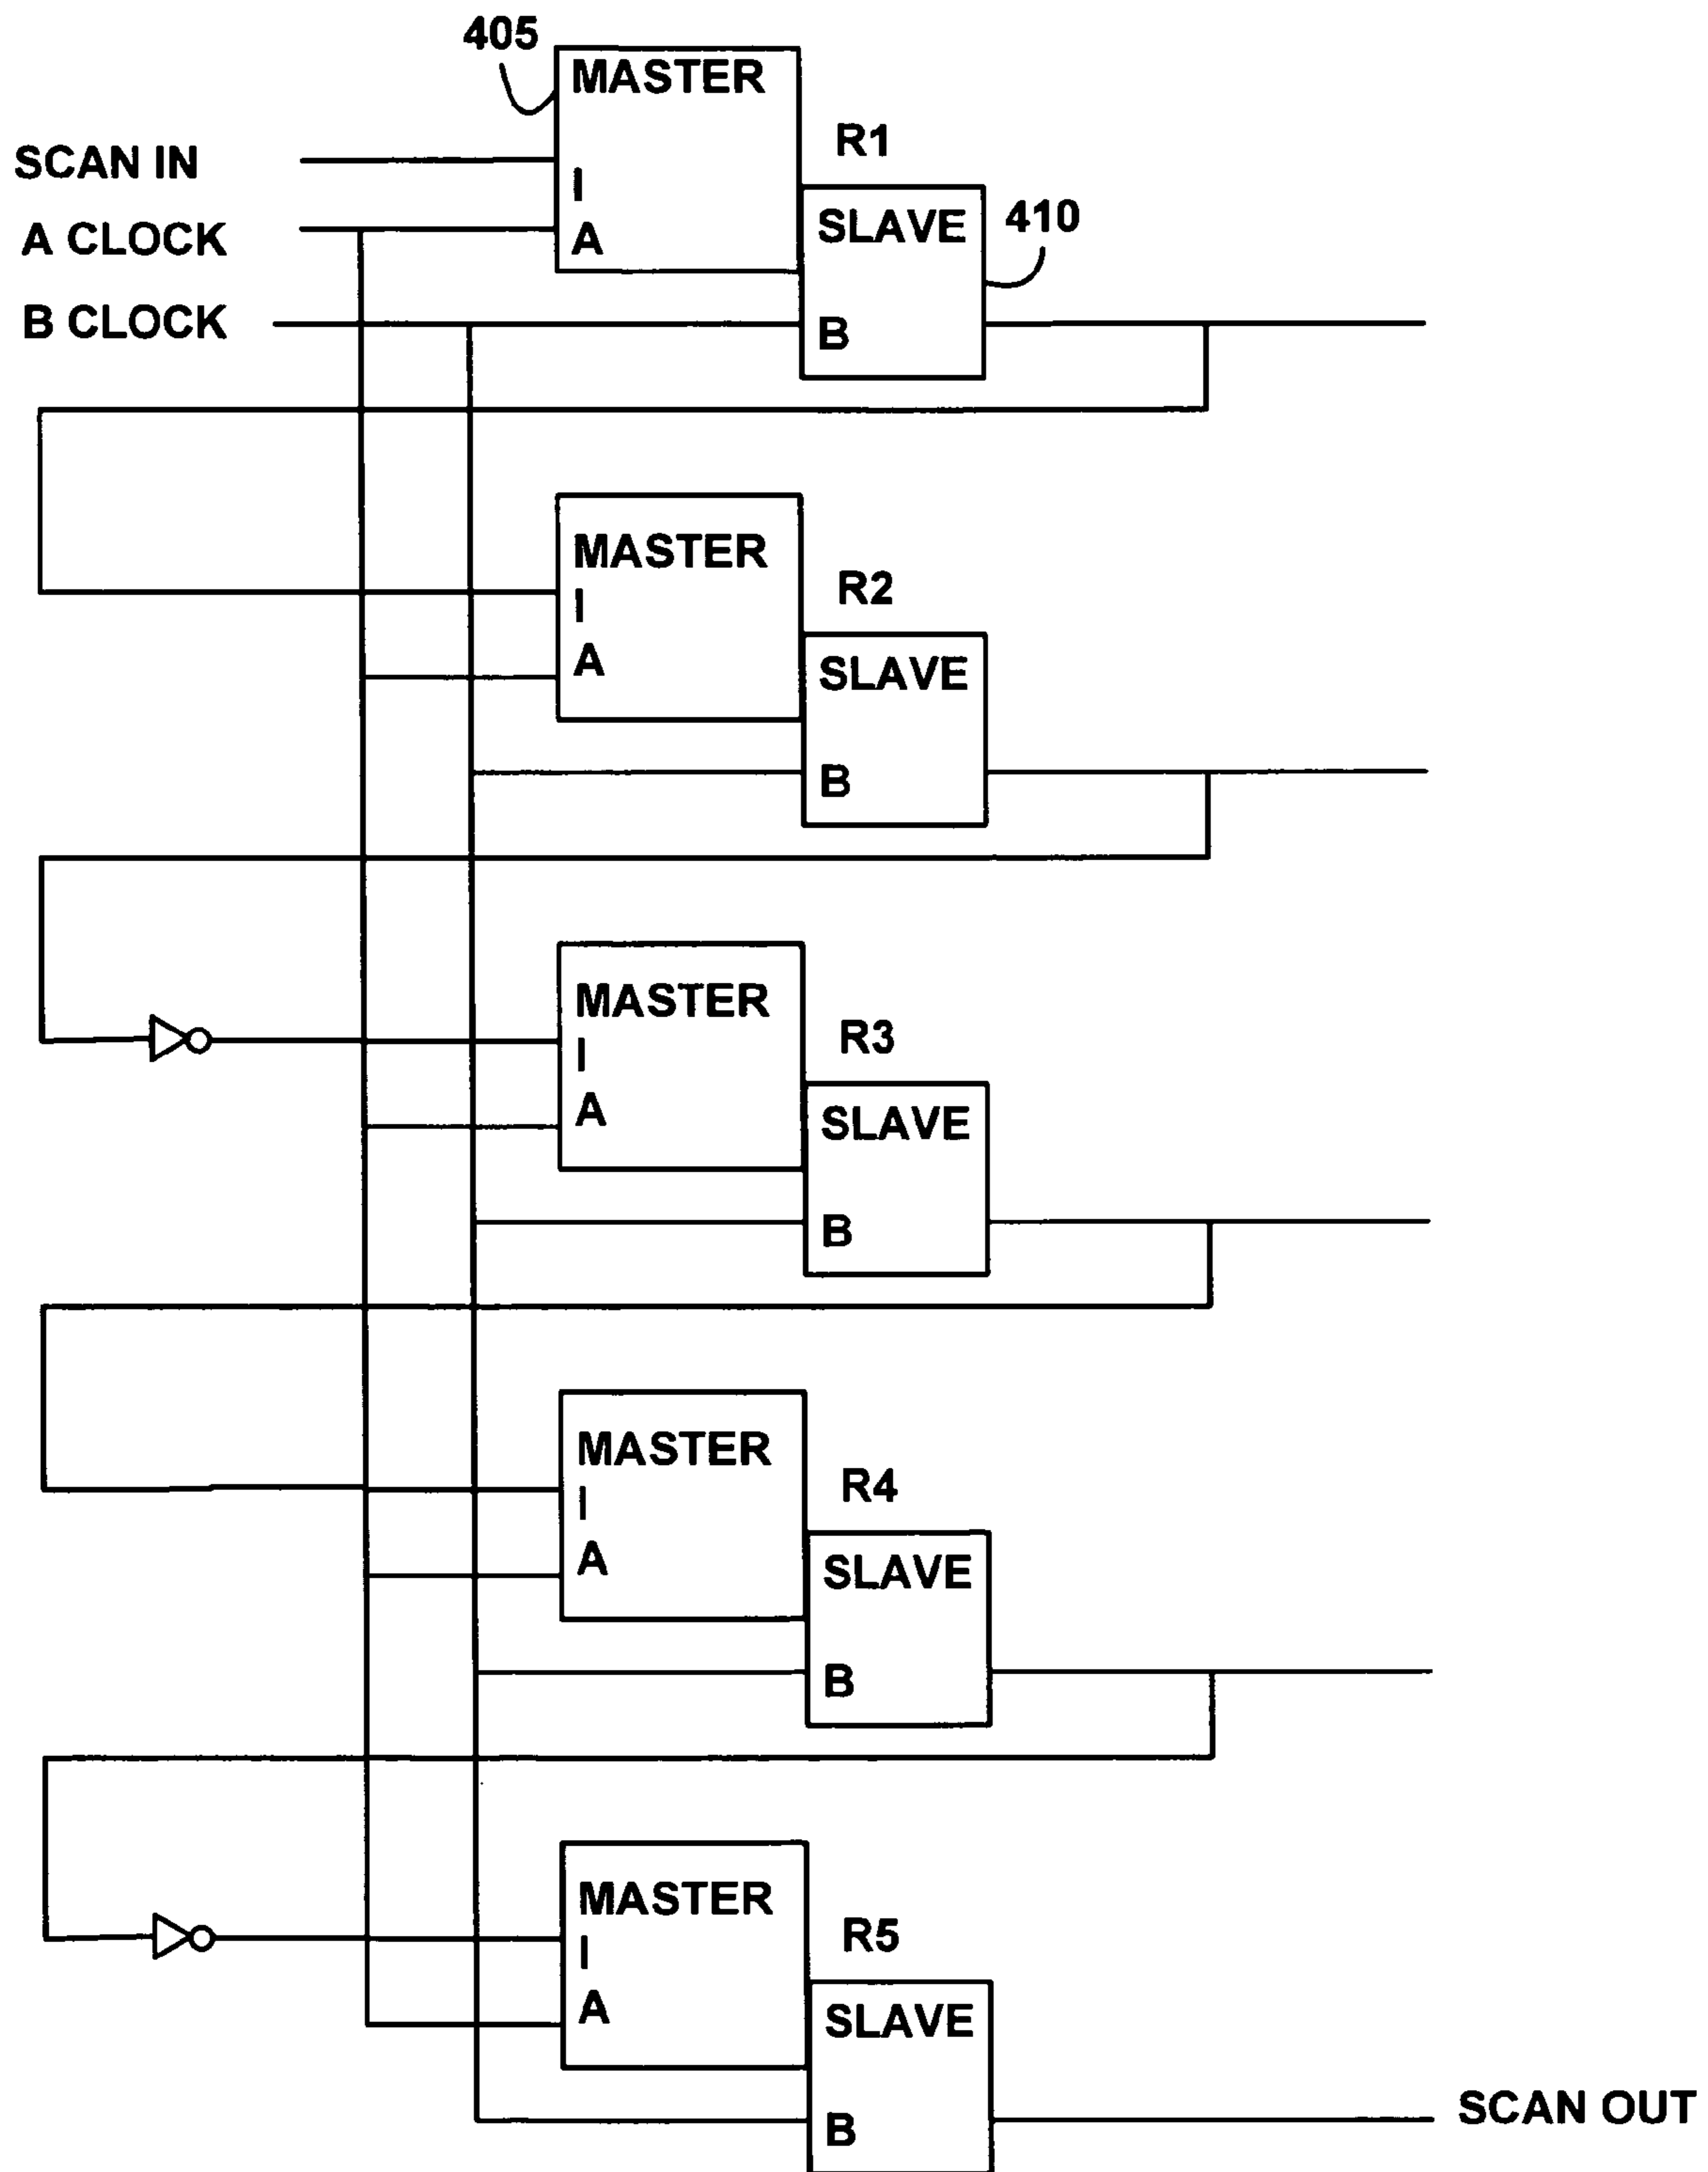 405
MASTER
R1
SCAN IN
I
A CLOCK
A
SLAVE
410
B CLOCK
B
MASTER
R2
I
A
SLAVE
B
MASTER
R3
I
A
SLAVE
B
MASTER
R4
I
A
SLAVE
B
MASTER
R5
I
A
SLAVE
B
SCAN OUT